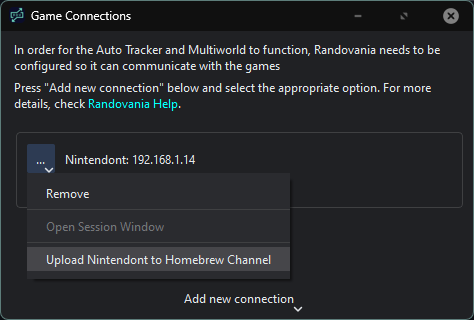 Game Connections
In order for the Auto Tracker and Multiworld to function, Randovania needs to be
configured so it can communicate with the games
Press "Add new connection" below and select the appropriate option. For more
details, check Randovania Help.
... Nintendont: 192.168.1.14
Remove
Open Session Window
Upload Nintendont to Homebrew Channel
Add new connection